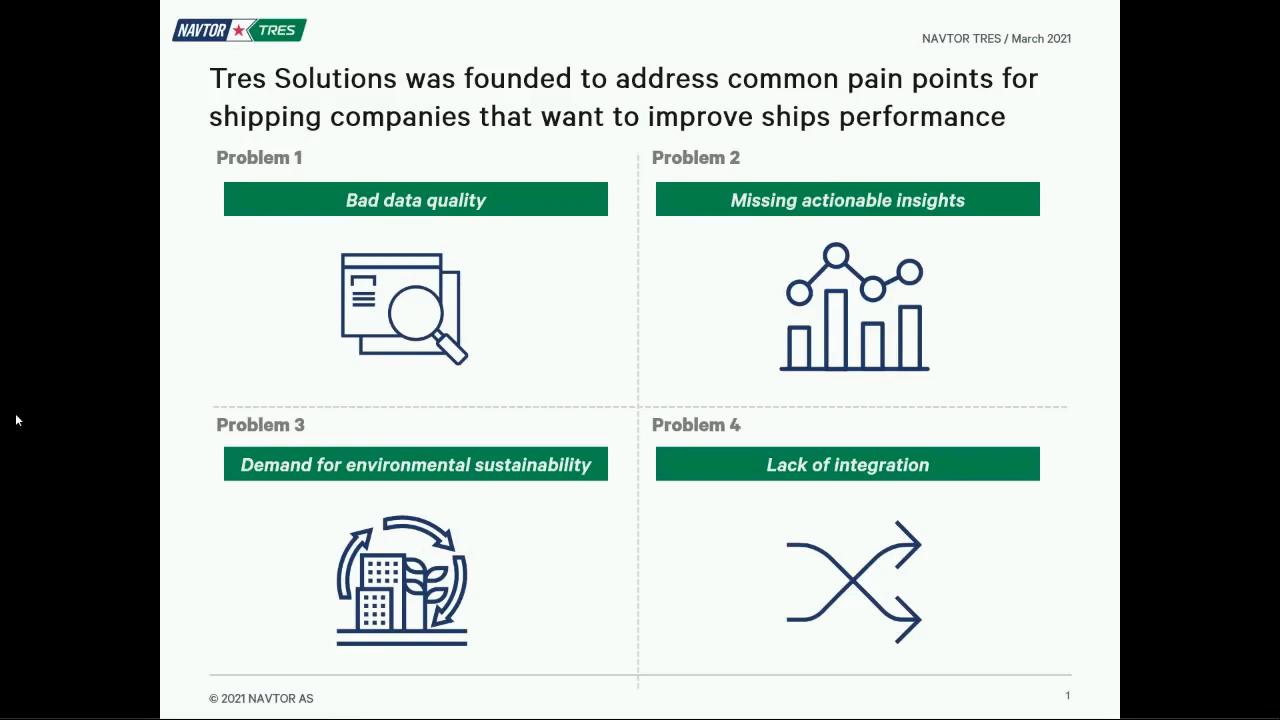 NAVTOR TRES
NAVTOR TRES / March 2021
Tres Solutions was founded to address common pain points for
shipping companies that want to improve ships performance
Problem 1
Bad data quality
Problem 2
Missing actionable insights
Problem 3
Demand for environmental sustainability
Problem 4
Lack of integration
© 2021 NAVTOR AS
1